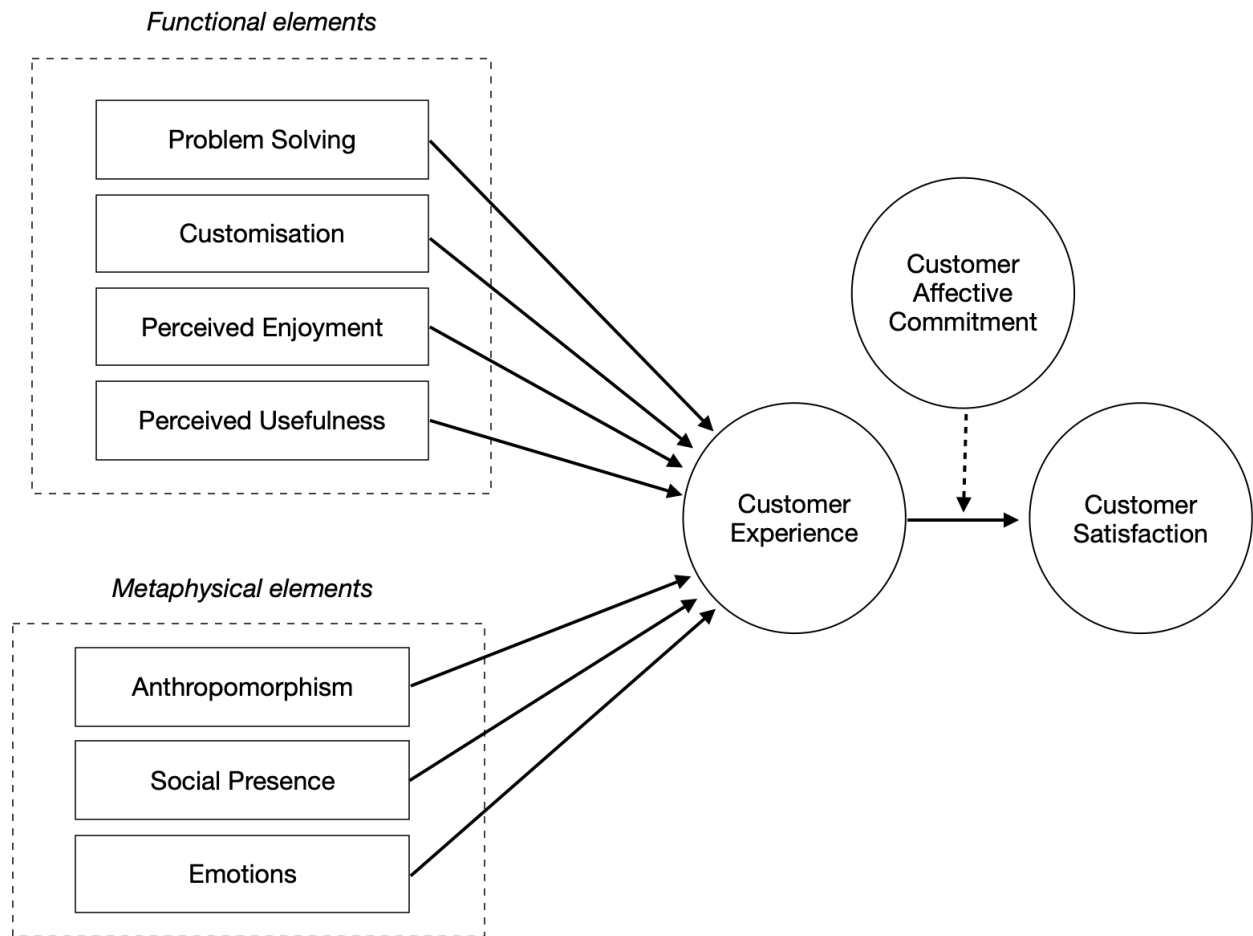 Functional elements
Problem Solving
Customisation
Perceived Enjoyment
Perceived Usefulness
Customer
Affective
Commitment
Customer
Experience
Customer
Satisfaction
Metaphysical elements
Anthropomorphism
Social Presence
Emotions